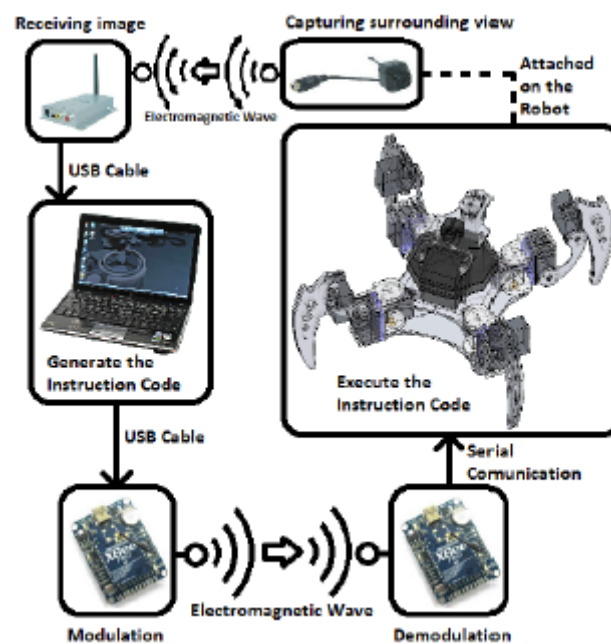 Receiving image
Capturing surrounding view
Electromagnetic Wave
Attached
on the
Robot
USB Cable
Generate the
Instruction Code
Execute the
Instruction Code
USB Cable
Serial
Comunication
XBee
Electromagnetic Wave
Modulation
Demodulation